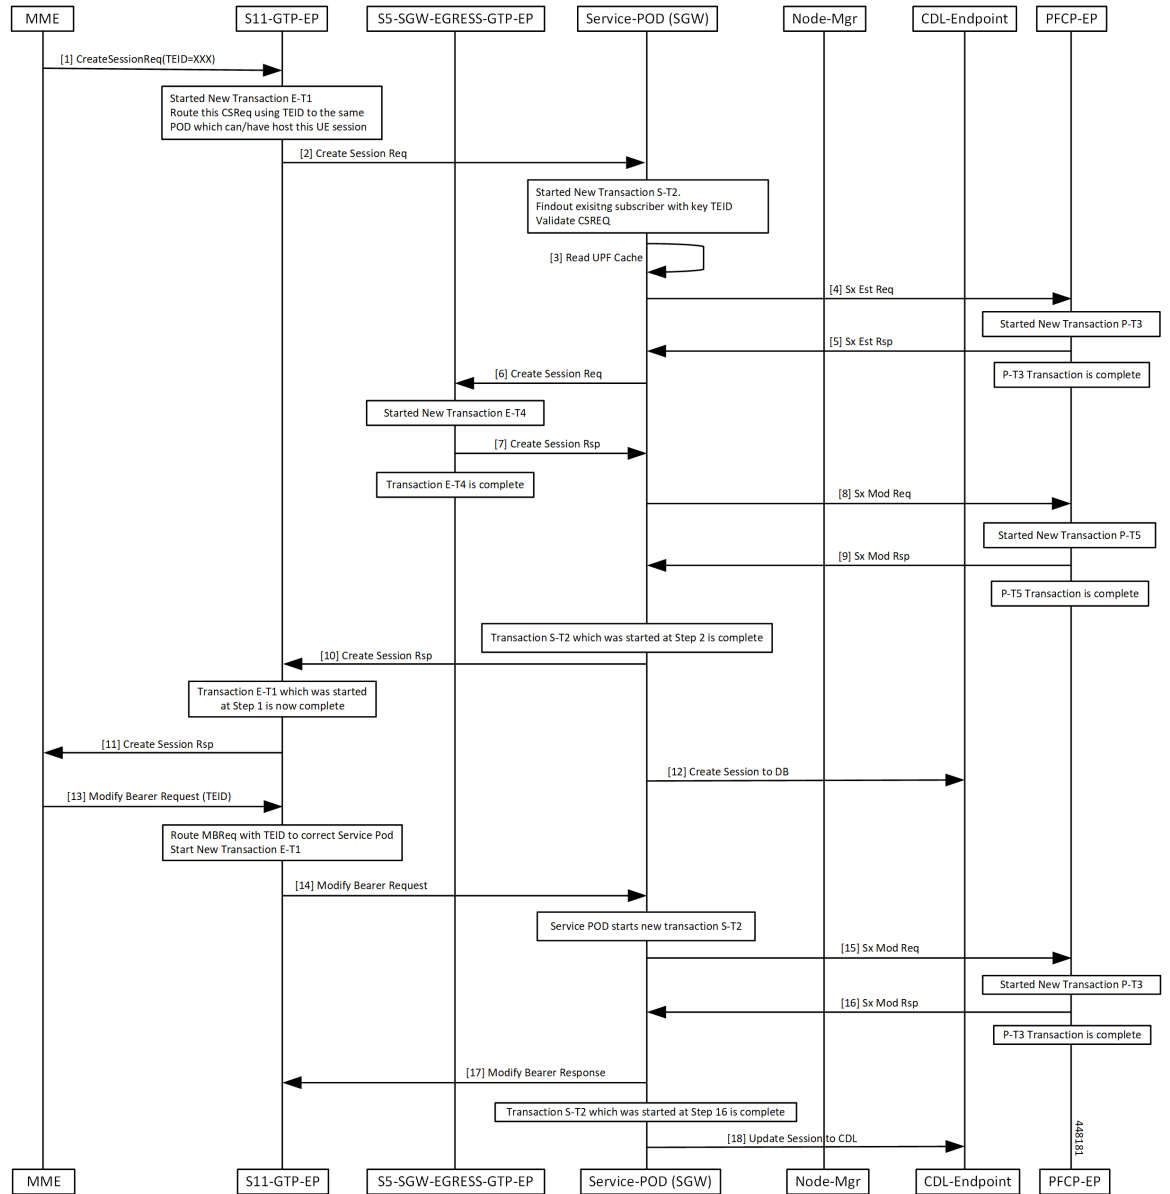 MME
S11-GTP-EP
S5-SGW-EGRESS-GTP-EP
Service-POD (SGW)
Node-Mgr
CDL-Endpoint
PFCP-EP
[1] CreateSessionReq(TEID=XXX)
Started New Transaction E-T1
Route this CSReq using TEID to the same
POD which can/have host this UE session
[2] Create Session Req
Started New Transaction S-T2.
Findout exisitng subscriber with key TEID
Validate CSREQ
[3] Read UPF Cache
[4] Sx Est Req
Started New Transaction P-T3
[5] Sx Est Rsp
P-T3 Transaction is complete
[6] Create Session Req
Started New Transaction E-T4
[7] Create Session Rsp
Transaction E-T4 is complete
[8] Sx Mod Req
Started New Transaction P-T5
[9] Sx Mod Rsp
P-T5 Transaction is complete
Transaction S-T2 which was started at Step 2 is complete
[10] Create Session Rsp
Transaction E-T1 which was started
at Step 1 is now complete
[11] Create Session Rsp
[12] Create Session to DB
[13] Modify Bearer Request (TEID)
Route MBReq with TEID to correct Service Pod
Start New Transaction E-T1
[14] Modify Bearer Request
Service POD starts new transaction S-T2
[15] Sx Mod Req
Started New Transaction P-T3
[16] Sx Mod Rsp
P-T3 Transaction is complete
[17] Modify Bearer Response
Transaction S-T2 which was started at Step 16 is complete
[18] Update Session to CDL
448181
MME
S11-GTP-EP
S5-SGW-EGRESS-GTP-EP
Service-POD (SGW)
Node-Mgr
CDL-Endpoint
PFCP-EP